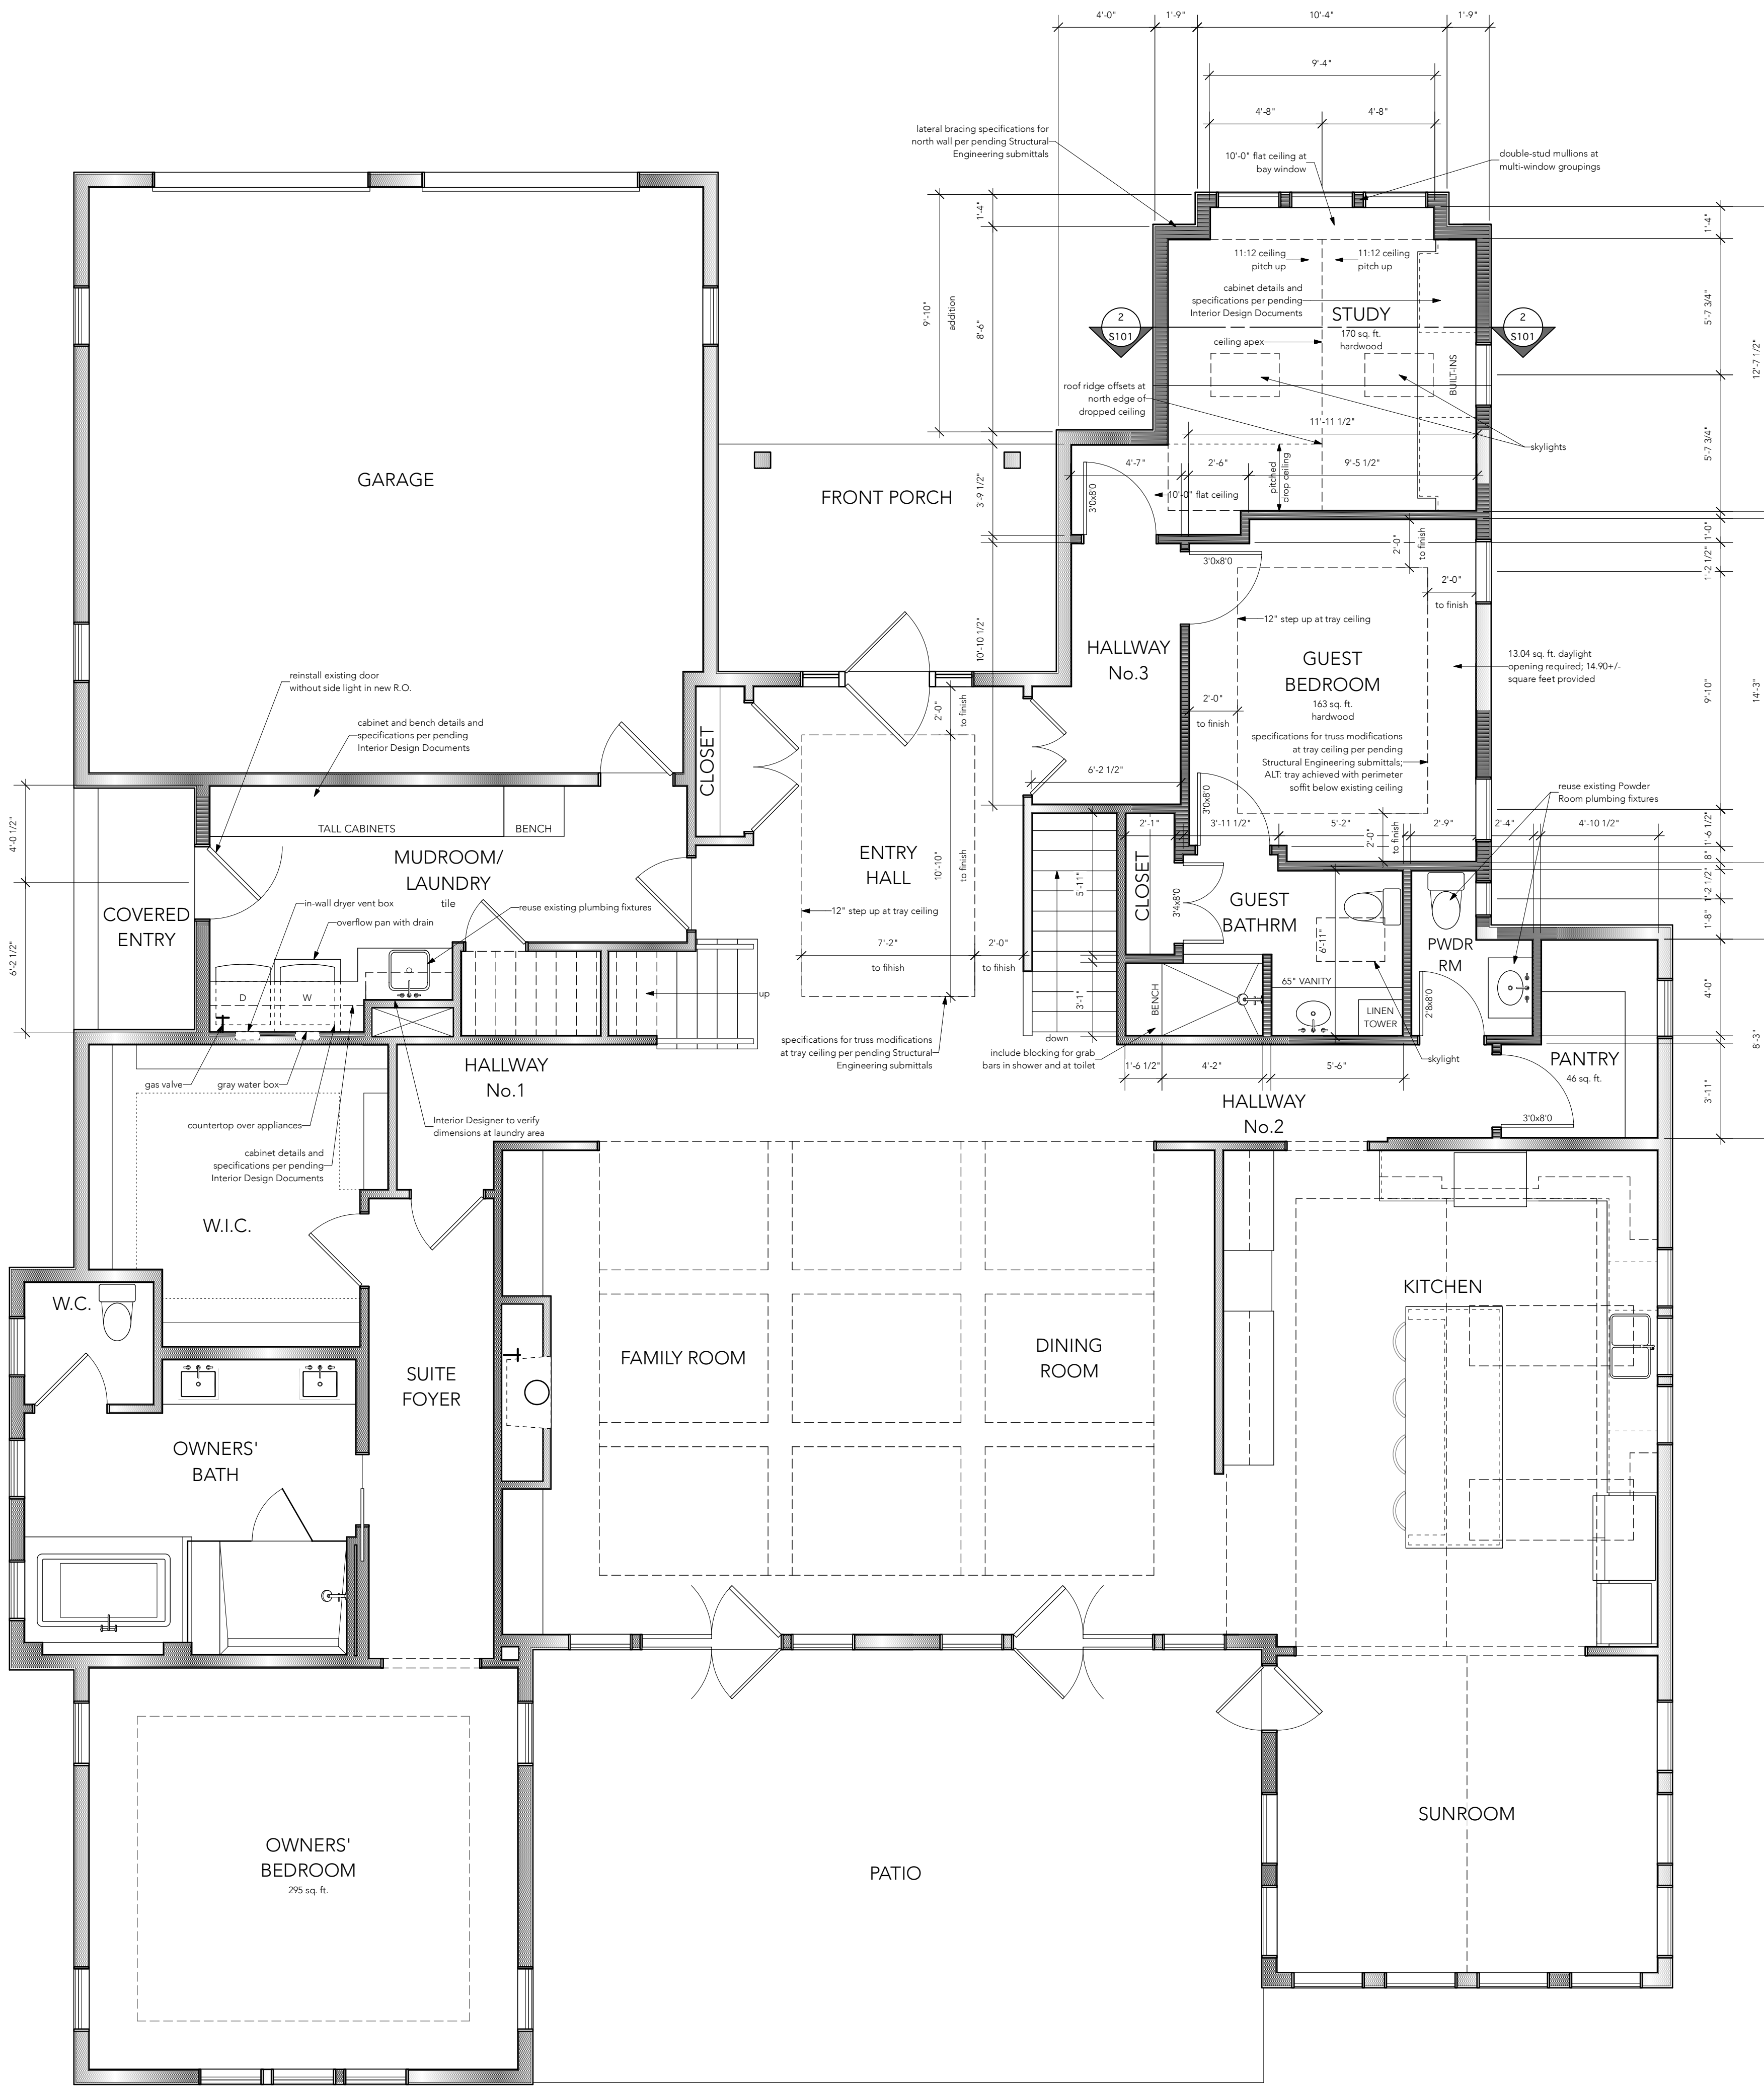 4'-0"
1'-9"
10'-4"
1'-9"
9'-4"
4'-8"
4'-8"
lateral bracing specifications for
north wall per pending Structural
Engineering submittals
10'-0" flat ceiling at
bay window
double-stud mullions at
multi-window groupings
1'-4"
1'-4"
9'-10"
addition
8'-6"
11:12 ceiling
pitch up
11:12 ceiling
pitch up
cabinet details and
specifications per pending
Interior Design Documents
STUDY
170 sq. ft.
hardwood
2
S101
2
S101
5'-7 3/4"
12'-7 1/2"
ceiling apex
BUILT-INS
roof ridge offsets at
north edge of
dropped ceiling
skylights
11'-11 1/2"
5'-7 3/4"
4'-7"
2'-6"
9'-5 1/2"
pitched
drop ceiling
3'0x8'0
10'-0" flat ceiling
3'-9 1/2"
GARAGE
FRONT PORCH
3'0x8'0
2'-0"
to finish
1'-0"
1'-2 1/2"
2'-0"
to finish
12" step up at tray ceiling
10'-10 1/2"
HALLWAY
No.3
GUEST
BEDROOM
163 sq. ft.
hardwood
13.04 sq. ft. daylight
opening required; 14.90+/-
square feet provided
9'-10"
14'-3"
2'-0"
to finish
specifications for truss modifications
at tray ceiling per pending
Structural Engineering submittals;
ALT: tray achieved with perimeter
soffit below existing ceiling
reinstall existing door
without side light in new R.O.
cabinet and bench details and
specifications per pending
Interior Design Documents
CLOSET
2'-0"
to finish
6'-2 1/2"
3'0x8'0
reuse existing Powder
Room plumbing fixtures
4'-0 1/2"
TALL CABINETS
BENCH
2'-1"
3'-11 1/2"
5'-2"
2'-0"
to finish
2'-9"
2'-4"
4'-10 1/2"
1'-6 1/2"
8"
1'-2 1/2"
1'-8"
MUDROOM/
LAUNDRY
tile
ENTRY
HALL
10'-10"
to finish
12" step up at tray ceiling
5'-11"
CLOSET
3'4x8'0
GUEST
BATHRM
6'-11"
PWDR
RM
COVERED
ENTRY
in-wall dryer vent box
overflow pan with drain
reuse existing plumbing fixtures
6'-2 1/2"
7'-2"
to fihish
2'-0"
to fihish
D
W
up
65" VANITY
BENCH
3'-1"
LINEN
TOWER
2'8x8'0
4'-0"
down
specifications for truss modifications
at tray ceiling per pending Structural
Engineering submittals
include blocking for grab
bars in shower and at toilet
skylight
8'-3"
PANTRY
46 sq. ft.
3'-11"
gas valve
gray water box
HALLWAY
No.1
1'-6 1/2"
4'-2"
5'-6"
HALLWAY
No.2
3'0x8'0
countertop over appliances
Interior Designer to verify
dimensions at laundry area
cabinet details and
specifications per pending
Interior Design Documents
W.I.C.
W.C.
KITCHEN
FAMILY ROOM
DINING
ROOM
SUITE
FOYER
OWNERS'
BATH
OWNERS'
BEDROOM
295 sq. ft.
PATIO
SUNROOM